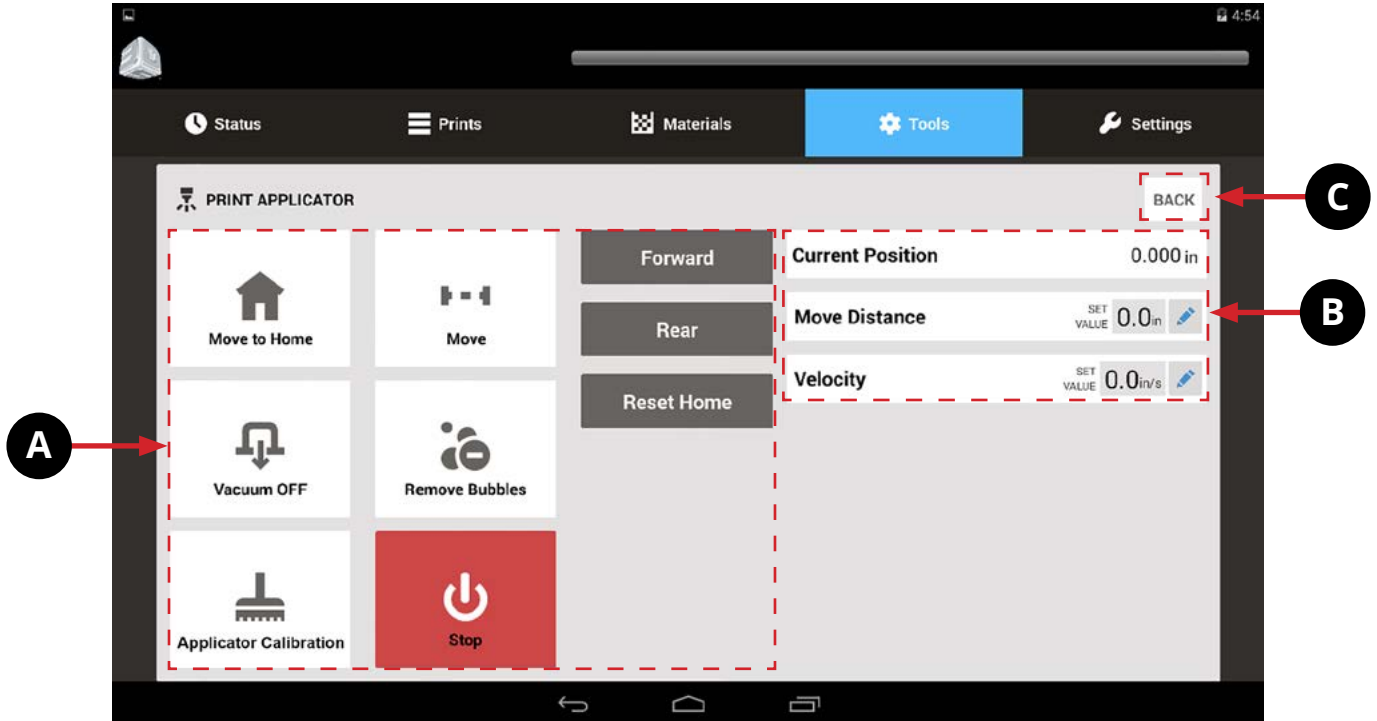 4:54
Status
Prints
Materials
Tools
Settings
PRINT APPLICATOR
BACK
C
Move to Home
Move
Forward
Rear
Reset Home
Current Position
0.000 in
Move Distance
SET VALUE 0.0in
B
Velocity
SET VALUE 0.0in/s
A
Vacuum OFF
Remove Bubbles
Applicator Calibration
Stop